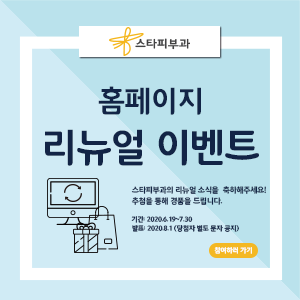 스타피부과
홈페이지
리뉴얼 이벤트
스타피부과의 리뉴얼 소식을 축하해주세요!
추첨을 통해 경품을 드립니다.
기간: 2020.6.19~7.30
발표: 2020.8.1 (당첨자 별도 문자 공지)
참여하러 가기